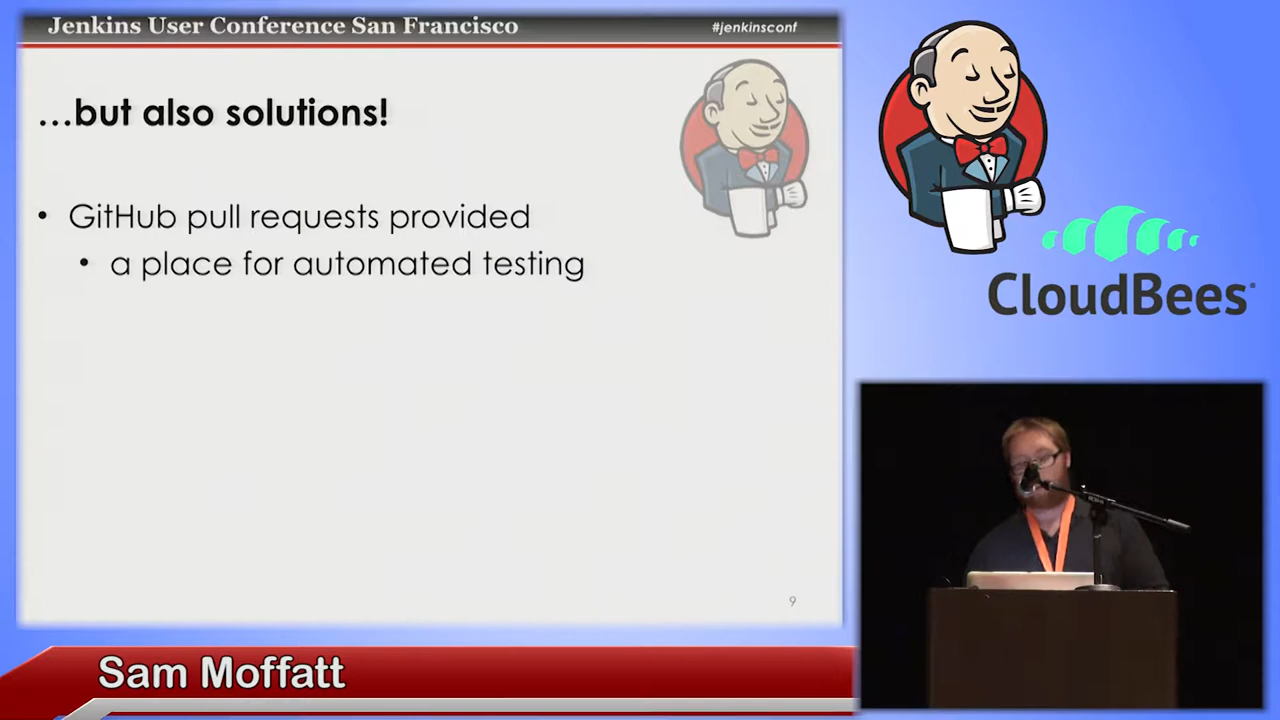 Jenkins User Conference San Francisco
#jenkinsconf
...but also solutions!
• GitHub pull requests provided
• a place for automated testing
9
CloudBees
Sam Moffatt